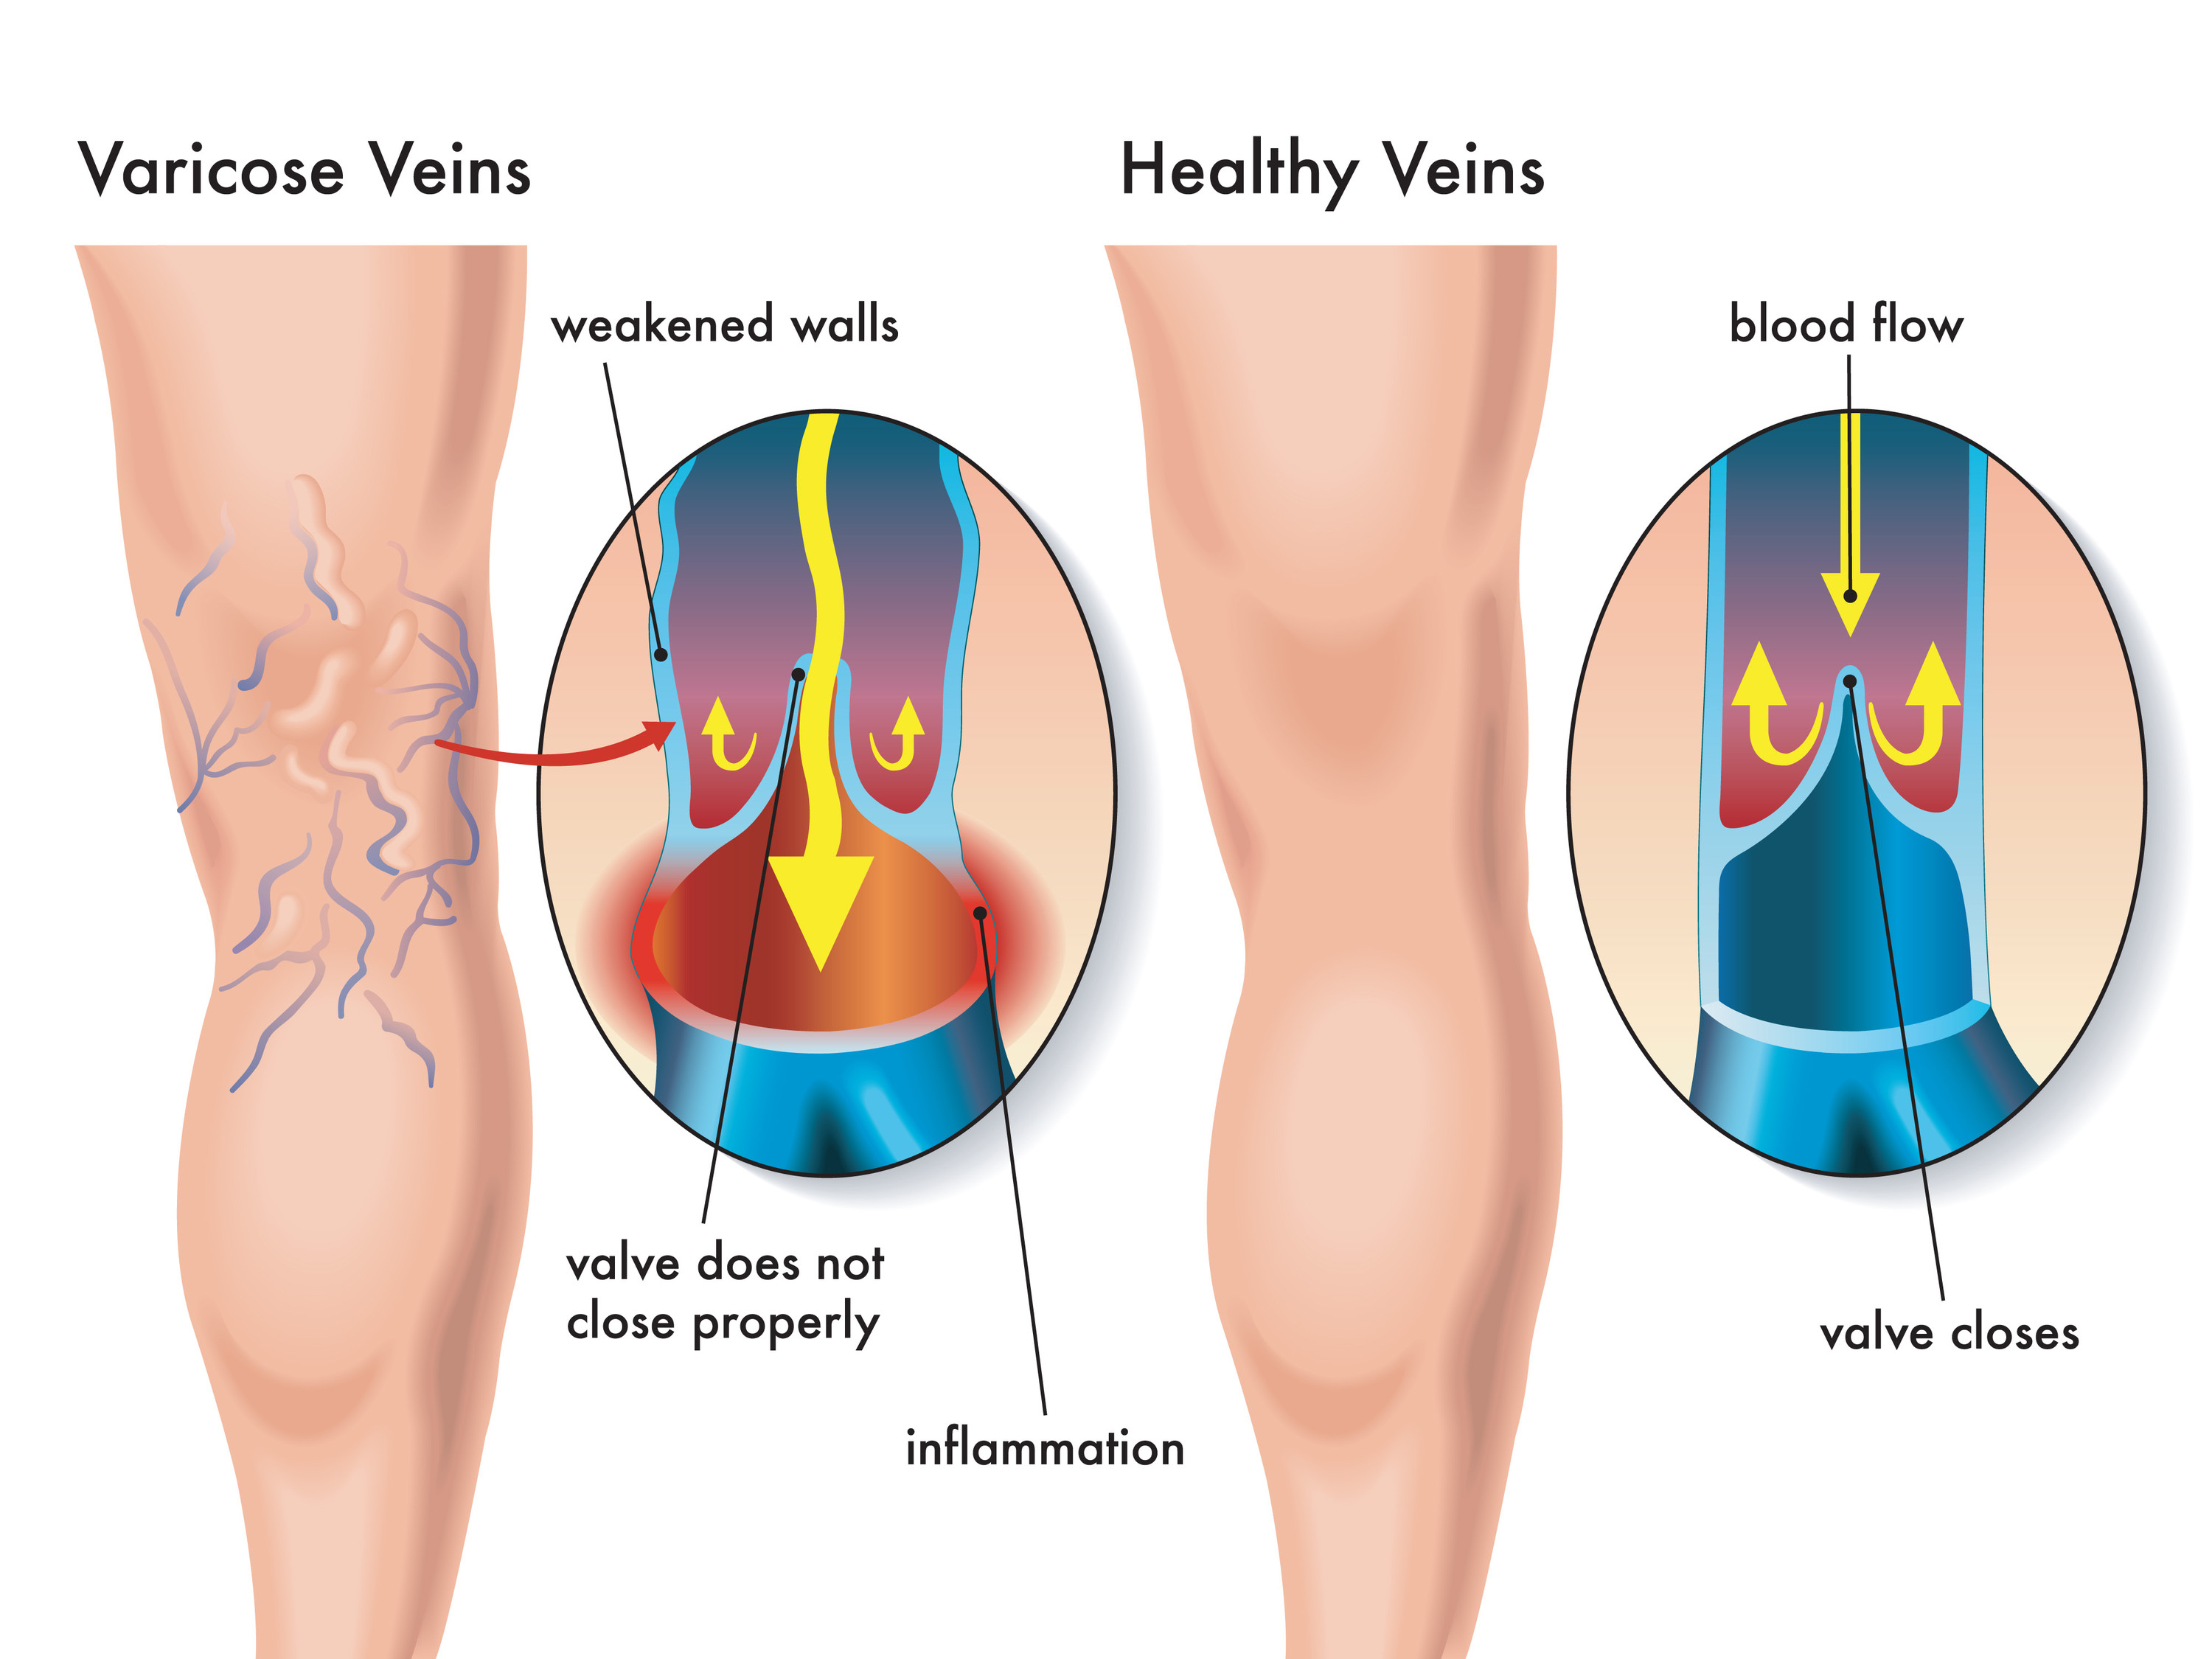 Varicose Veins
Healthy Veins
weakened walls
blood flow
valve does not
close properly
valve closes
inflammation